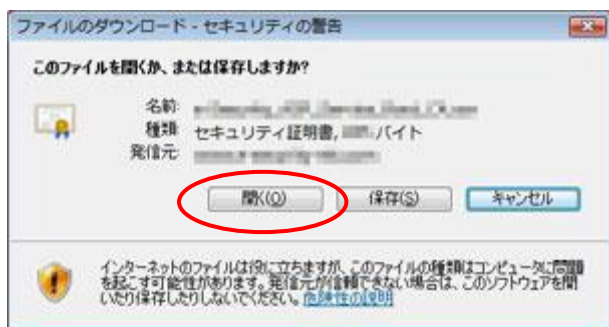 ファイルのダウンロード - セキュリティの警告
このファイルを開くか、または保存しますか?
名前:
種類: セキュリティ証明書, バイト
発信元:
開く(O) 保存(S) キャンセル
インターネットのファイルは役に立ちますが、このファイルの種類はコンピュータに問題
を起こす可能性があります。発信元が信頼できない場合は、このソフトウェアを開
いたり保存したりしないでください。危険性の説明